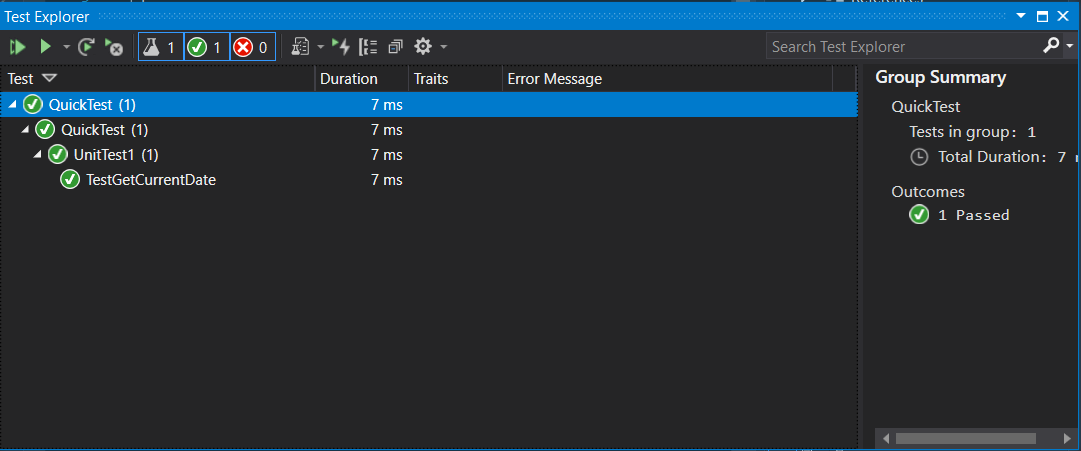 Test Explorer
1 1 0
Search Test Explorer
Test Duration Traits Error Message
QuickTest (1) 7 ms
QuickTest (1) 7 ms
UnitTest1 (1) 7 ms
TestGetCurrentDate 7 ms
Group Summary
QuickTest
Tests in group: 1
Total Duration: 7
Outcomes
1 Passed